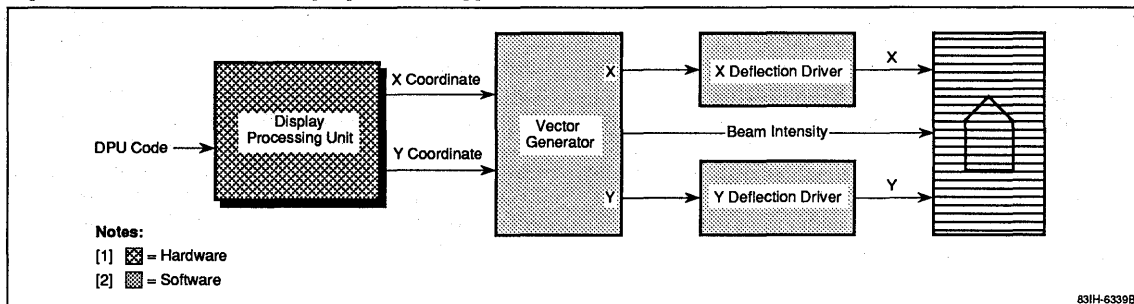 X Coordinate
Y Coordinate
DPU Code
Display
Processing Unit
Vector
Generator
X
Y
X Deflection Driver
X
Beam Intensity
Y Deflection Driver
Y
Notes:
[1] = Hardware
[2] = Software
83IH-6339B